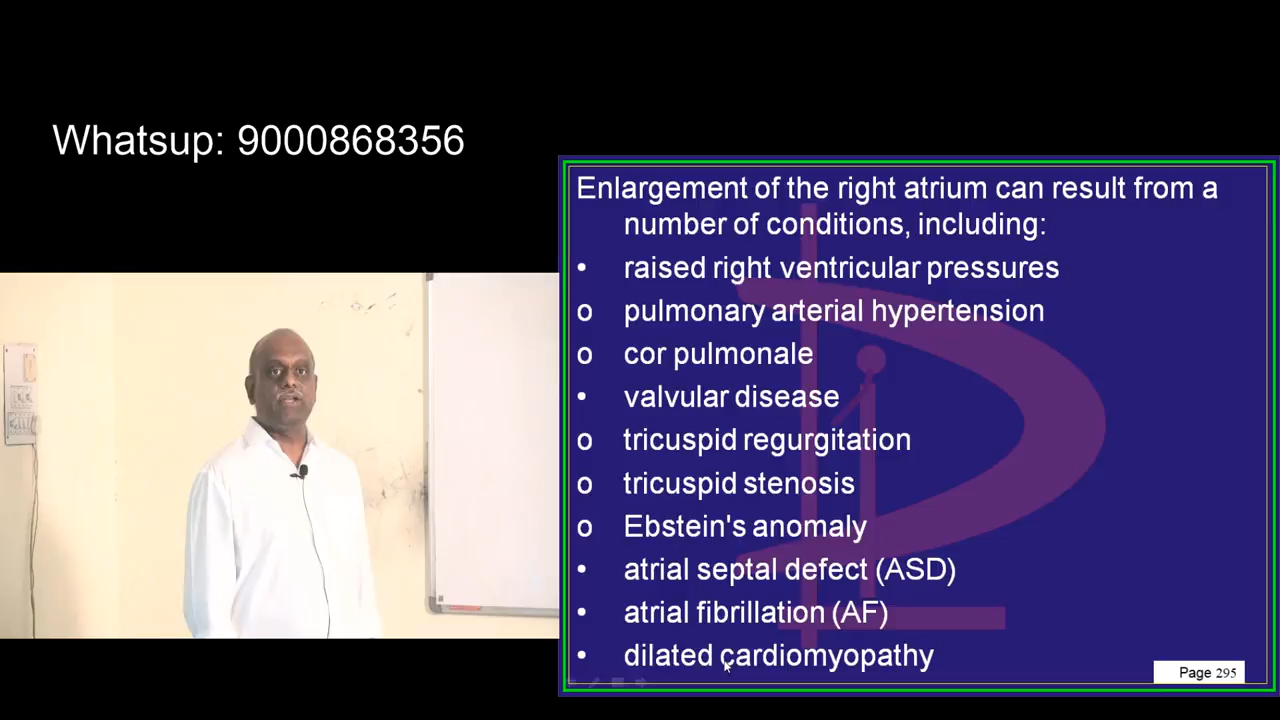 Whatsup: 9000868356
Enlargement of the right atrium can result from a
number of conditions, including:
• raised right ventricular pressures
o pulmonary arterial hypertension
o cor pulmonale
• valvular disease
o tricuspid regurgitation
o tricuspid stenosis
o Ebstein's anomaly
• atrial septal defect (ASD)
• atrial fibrillation (AF)
• dilated cardiomyopathy
Page 295